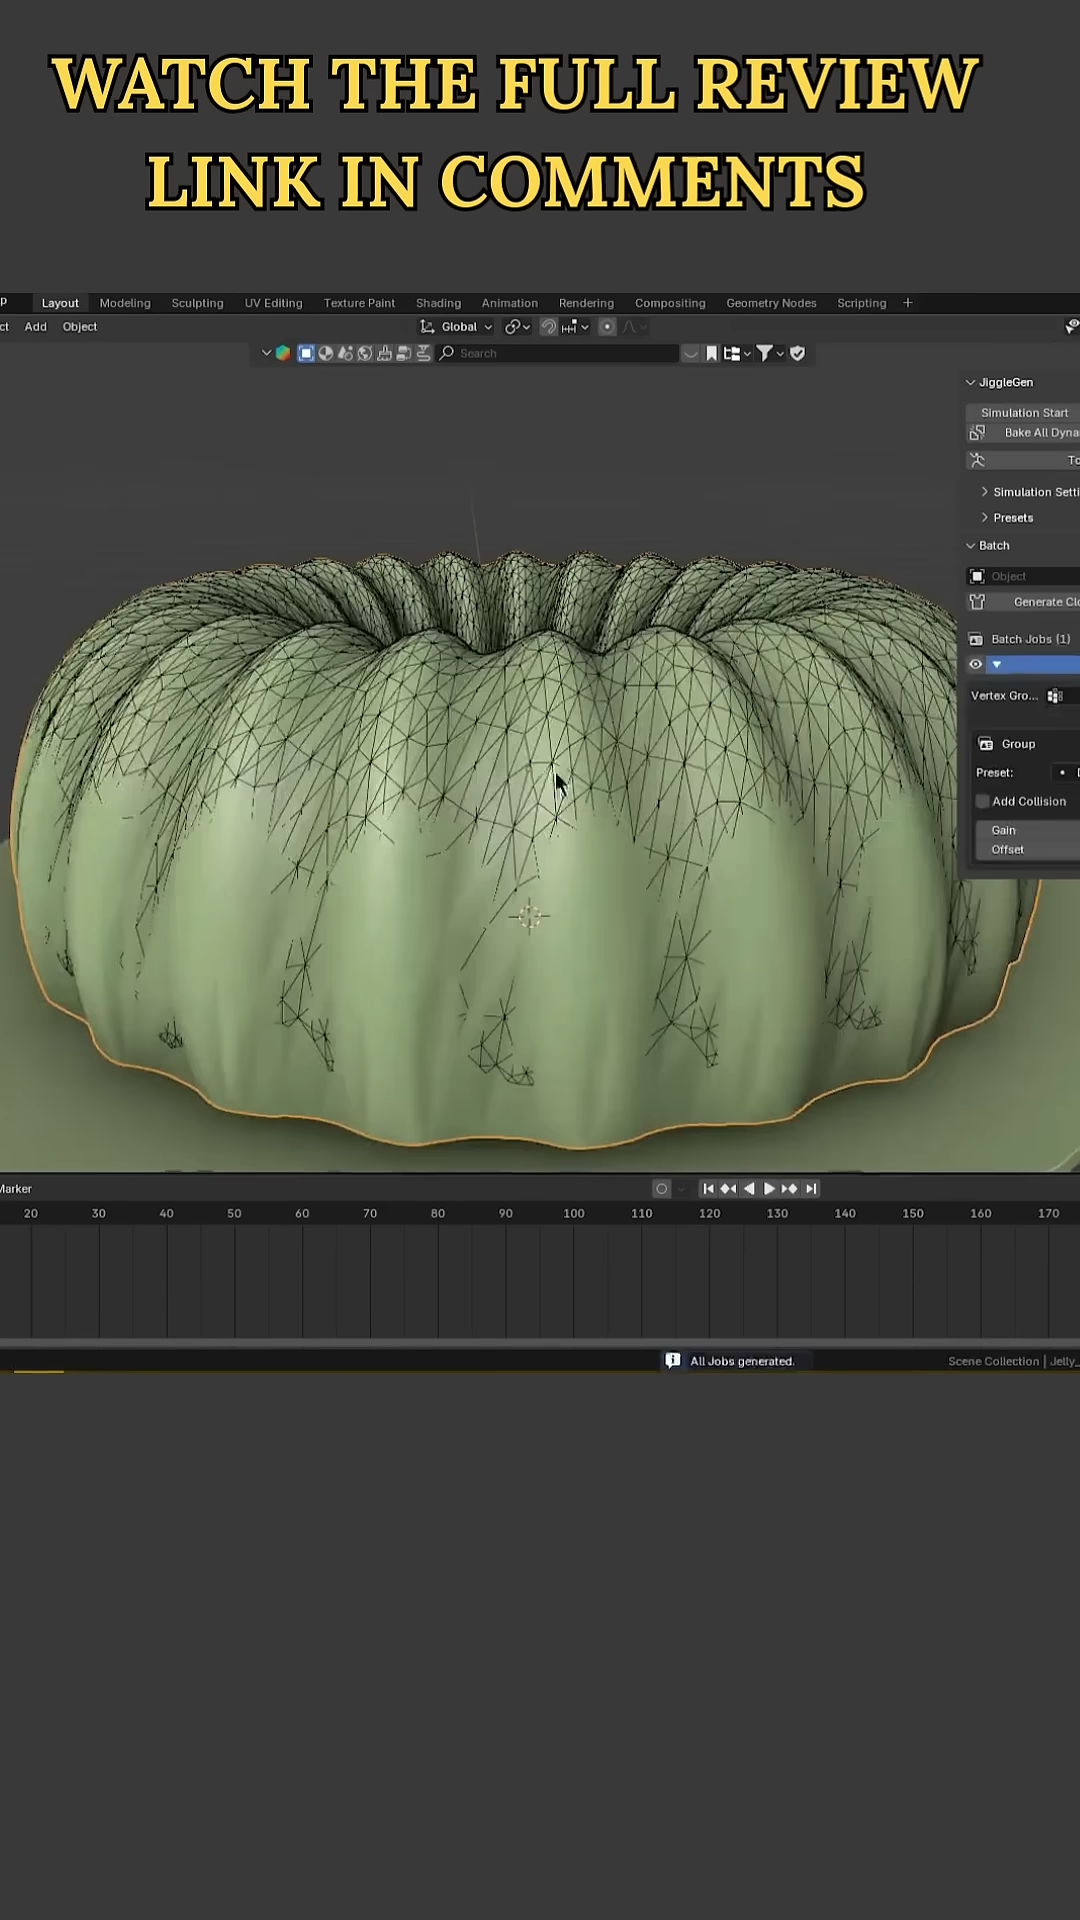 WATCH THE FULL REVIEW
LINK IN COMMENTS
Layout Modeling Sculpting UV Editing Texture Paint Shading Animation Rendering Compositing Geometry Nodes Scripting +
Add Object Global
Search
JiggleGen
Simulation Start
Bake All Dyna
To
Simulation Setti
Presets
Batch
Object
Generate Clo
Batch Jobs (1)
Vertex Gro...
Group
Preset:
Add Collision
Gain
Offset
Marker
20 30 40 50 60 70 80 90 100 110 120 130 140 150 160 170
All Jobs generated.
Scene Collection | Jelly_